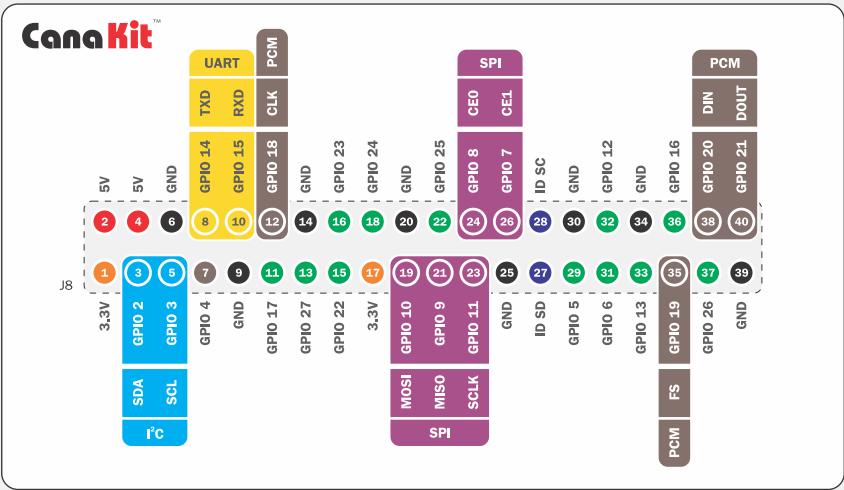 CanaKit™
UART PCM SPI PCM
TXD RXD CLK CE0 CE1 DIN DOUT
5V 5V GND GPIO 14 GPIO 15 GPIO 18 GND GPIO 23 GPIO 24 GND GPIO 25 GPIO 8 GPIO 7 ID SC GND GPIO 12 GND GPIO 16 GPIO 20 GPIO 21
2 4 6 8 10 12 14 16 18 20 22 24 26 28 30 32 34 36 38 40
1 3 5 7 9 11 13 15 17 19 21 23 25 27 29 31 33 35 37 39
J8
3.3V GPIO 2 GPIO 3 GPIO 4 GND GPIO 17 GPIO 27 GPIO 22 3.3V GPIO 10 GPIO 9 GPIO 11 GND ID SD GPIO 5 GPIO 6 GPIO 13 GPIO 19 GPIO 26 GND
SDA SCL MOSI MISO SCLK FS
I²C SPI PCM